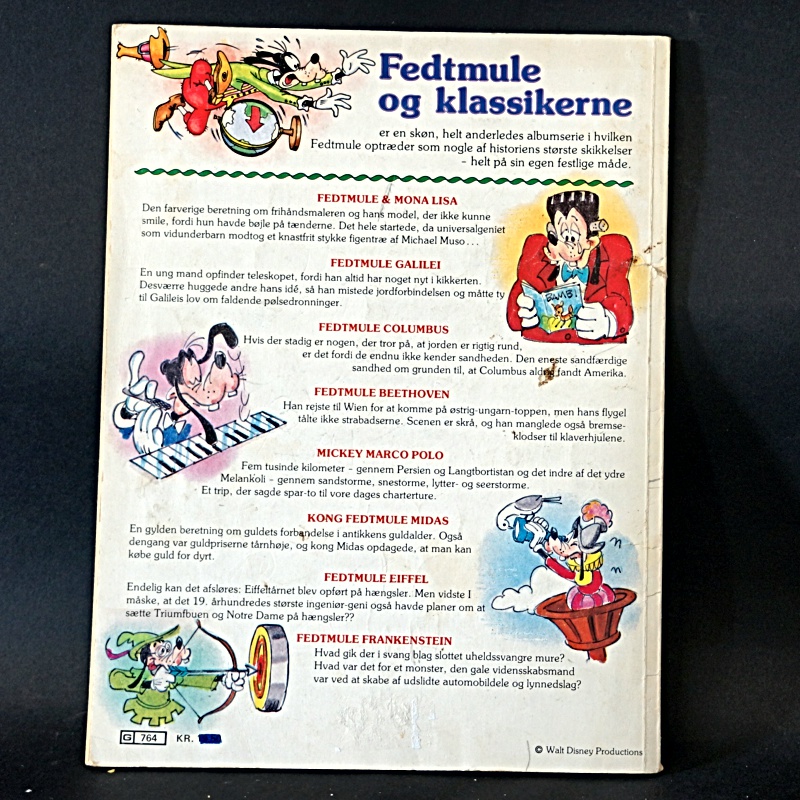 Fedtmule
og klassikerne
er en skøn, helt anderledes albumserie i hvilken
Fedtmule optræder som nogle af historiens største skikkelser
– helt på sin egen festlige måde.
FEDTMULE & MONA LISA
Den farverige beretning om frihåndsmaleren og hans model, der ikke kunne
smile, fordi hun havde bøjle på tænderne. Det hele startede, da universalgeniet
som vidunderbarn modtog et knastfrit stykke figentræ af Michael Muso...
BAMBI
FEDTMULE GALILEI
En ung mand opfinder teleskopet, fordi han altid har noget nyt i kikkerten.
Desværre huggede andre hans idé, så han mistede jordforbindelsen og måtte ty
til Galileis lov om faldende pølsedronninger.
FEDTMULE COLUMBUS
Hvis der stadig er nogen, der tror på, at jorden er rigtig rund,
er det fordi de endnu ikke kender sandheden. Den eneste sandfærdige
sandhed om grunden til, at Columbus aldrig fandt Amerika.
FEDTMULE BEETHOVEN
Han rejste til Wien for at komme på østrig-ungarn-toppen, men hans flygel
tålte ikke strabadserne. Scenen er skrå, og han manglede også bremse-
klodser til klaverhjulene.
MICKEY MARCO POLO
Fem tusinde kilometer – gennem Persien og Langtbortistan og det indre af det ydre
Melankoli – gennem sandstorme, snestorme, lytter- og seerstorme.
Et trip, der sagde spar-to til vore dages charterture.
KONG FEDTMULE MIDAS
En gylden beretning om guldets forbandelse i antikkens guldalder. Også
dengang var guldpriserne tårnhøje, og kong Midas opdagede, at man kan
købe guld for dyrt.
FEDTMULE EIFFEL
Endelig kan det afsløres: Eiffeltårnet blev opført på hængsler. Men vidste I
måske, at det 19. århundredes største ingeniør-geni også havde planer om at
sætte Triumfbuen og Notre Dame på hængsler??
FEDTMULE FRANKENSTEIN
Hvad gik der i svang bag slottet uheldssvangre mure?
Hvad var det for et monster, den gale videnskabsmand
var ved at skabe af udslidte automobildele og lynnedslag?
G 764 KR.
© Walt Disney Productions